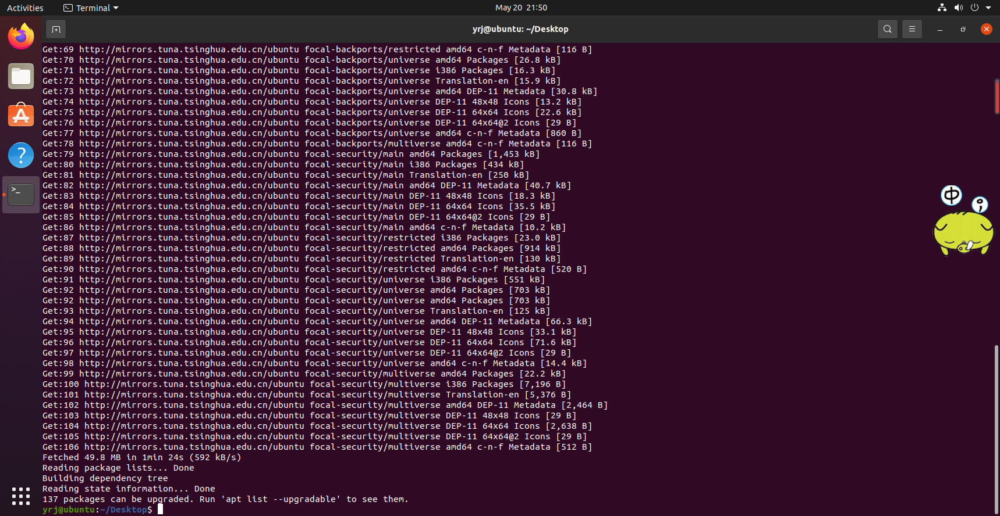 Activities
Terminal
May 20 21:50
yrj@ubuntu: ~/Desktop
Get:69 http://mirrors.tuna.tsinghua.edu.cn/ubuntu focal-backports/restricted amd64 c-n-f Metadata [116 B]
Get:70 http://mirrors.tuna.tsinghua.edu.cn/ubuntu focal-backports/universe amd64 Packages [26.8 kB]
Get:71 http://mirrors.tuna.tsinghua.edu.cn/ubuntu focal-backports/universe i386 Packages [16.3 kB]
Get:72 http://mirrors.tuna.tsinghua.edu.cn/ubuntu focal-backports/universe Translation-en [15.9 kB]
Get:73 http://mirrors.tuna.tsinghua.edu.cn/ubuntu focal-backports/universe amd64 DEP-11 Metadata [30.8 kB]
Get:74 http://mirrors.tuna.tsinghua.edu.cn/ubuntu focal-backports/universe DEP-11 48x48 Icons [13.2 kB]
Get:75 http://mirrors.tuna.tsinghua.edu.cn/ubuntu focal-backports/universe DEP-11 64x64 Icons [22.6 kB]
Get:76 http://mirrors.tuna.tsinghua.edu.cn/ubuntu focal-backports/universe DEP-11 64x64@2 Icons [29 B]
Get:77 http://mirrors.tuna.tsinghua.edu.cn/ubuntu focal-backports/universe amd64 c-n-f Metadata [860 B]
Get:78 http://mirrors.tuna.tsinghua.edu.cn/ubuntu focal-backports/multiverse amd64 c-n-f Metadata [116 B]
Get:79 http://mirrors.tuna.tsinghua.edu.cn/ubuntu focal-security/main amd64 Packages [1,453 kB]
Get:80 http://mirrors.tuna.tsinghua.edu.cn/ubuntu focal-security/main i386 Packages [434 kB]
Get:81 http://mirrors.tuna.tsinghua.edu.cn/ubuntu focal-security/main Translation-en [250 kB]
Get:82 http://mirrors.tuna.tsinghua.edu.cn/ubuntu focal-security/main amd64 DEP-11 Metadata [40.7 kB]
Get:83 http://mirrors.tuna.tsinghua.edu.cn/ubuntu focal-security/main DEP-11 48x48 Icons [18.3 kB]
Get:84 http://mirrors.tuna.tsinghua.edu.cn/ubuntu focal-security/main DEP-11 64x64 Icons [35.5 kB]
Get:85 http://mirrors.tuna.tsinghua.edu.cn/ubuntu focal-security/main DEP-11 64x64@2 Icons [29 B]
Get:86 http://mirrors.tuna.tsinghua.edu.cn/ubuntu focal-security/main amd64 c-n-f Metadata [10.2 kB]
Get:87 http://mirrors.tuna.tsinghua.edu.cn/ubuntu focal-security/restricted i386 Packages [23.0 kB]
Get:88 http://mirrors.tuna.tsinghua.edu.cn/ubuntu focal-security/restricted amd64 Packages [914 kB]
Get:89 http://mirrors.tuna.tsinghua.edu.cn/ubuntu focal-security/restricted Translation-en [130 kB]
Get:90 http://mirrors.tuna.tsinghua.edu.cn/ubuntu focal-security/restricted amd64 c-n-f Metadata [520 B]
Get:91 http://mirrors.tuna.tsinghua.edu.cn/ubuntu focal-security/universe i386 Packages [551 kB]
Get:92 http://mirrors.tuna.tsinghua.edu.cn/ubuntu focal-security/universe amd64 Packages [703 kB]
Get:92 http://mirrors.tuna.tsinghua.edu.cn/ubuntu focal-security/universe amd64 Packages [703 kB]
Get:93 http://mirrors.tuna.tsinghua.edu.cn/ubuntu focal-security/universe Translation-en [125 kB]
Get:94 http://mirrors.tuna.tsinghua.edu.cn/ubuntu focal-security/universe amd64 DEP-11 Metadata [66.3 kB]
Get:95 http://mirrors.tuna.tsinghua.edu.cn/ubuntu focal-security/universe DEP-11 48x48 Icons [33.1 kB]
Get:96 http://mirrors.tuna.tsinghua.edu.cn/ubuntu focal-security/universe DEP-11 64x64 Icons [71.6 kB]
Get:97 http://mirrors.tuna.tsinghua.edu.cn/ubuntu focal-security/universe DEP-11 64x64@2 Icons [29 B]
Get:98 http://mirrors.tuna.tsinghua.edu.cn/ubuntu focal-security/universe amd64 c-n-f Metadata [14.4 kB]
Get:99 http://mirrors.tuna.tsinghua.edu.cn/ubuntu focal-security/multiverse amd64 Packages [22.2 kB]
Get:100 http://mirrors.tuna.tsinghua.edu.cn/ubuntu focal-security/multiverse i386 Packages [7,196 B]
Get:101 http://mirrors.tuna.tsinghua.edu.cn/ubuntu focal-security/multiverse Translation-en [5,376 B]
Get:102 http://mirrors.tuna.tsinghua.edu.cn/ubuntu focal-security/multiverse amd64 DEP-11 Metadata [2,464 B]
Get:103 http://mirrors.tuna.tsinghua.edu.cn/ubuntu focal-security/multiverse DEP-11 48x48 Icons [29 B]
Get:104 http://mirrors.tuna.tsinghua.edu.cn/ubuntu focal-security/multiverse DEP-11 64x64 Icons [2,638 B]
Get:105 http://mirrors.tuna.tsinghua.edu.cn/ubuntu focal-security/multiverse DEP-11 64x64@2 Icons [29 B]
Get:106 http://mirrors.tuna.tsinghua.edu.cn/ubuntu focal-security/multiverse amd64 c-n-f Metadata [512 B]
Fetched 49.8 MB in 1min 24s (592 kB/s)
Reading package lists... Done
Building dependency tree
Reading state information... Done
137 packages can be upgraded. Run 'apt list --upgradable' to see them.
yrj@ubuntu:~/Desktop$
中
;